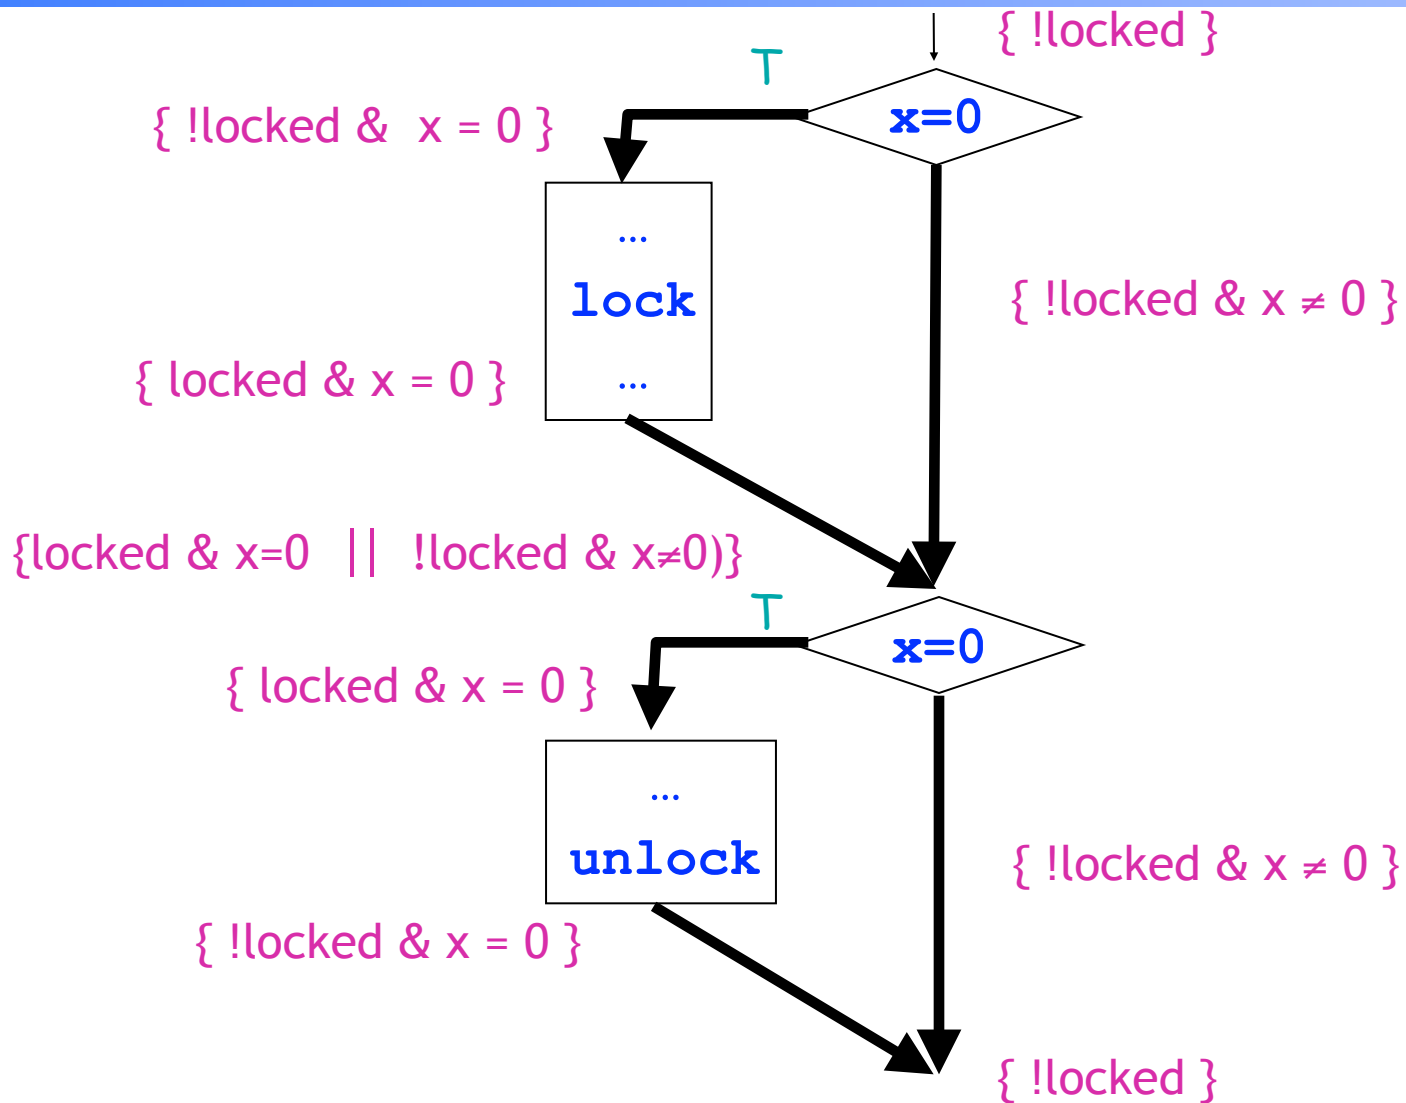 { !locked }
T
{ !locked & x = 0 }
x=0
…
lock
{ !locked & x ≠ 0 }
{ locked & x = 0 }
…
{locked & x=0 || !locked & x≠0)}
T
x=0
{ locked & x = 0 }
…
unlock
{ !locked & x ≠ 0 }
{ !locked & x = 0 }
{ !locked }